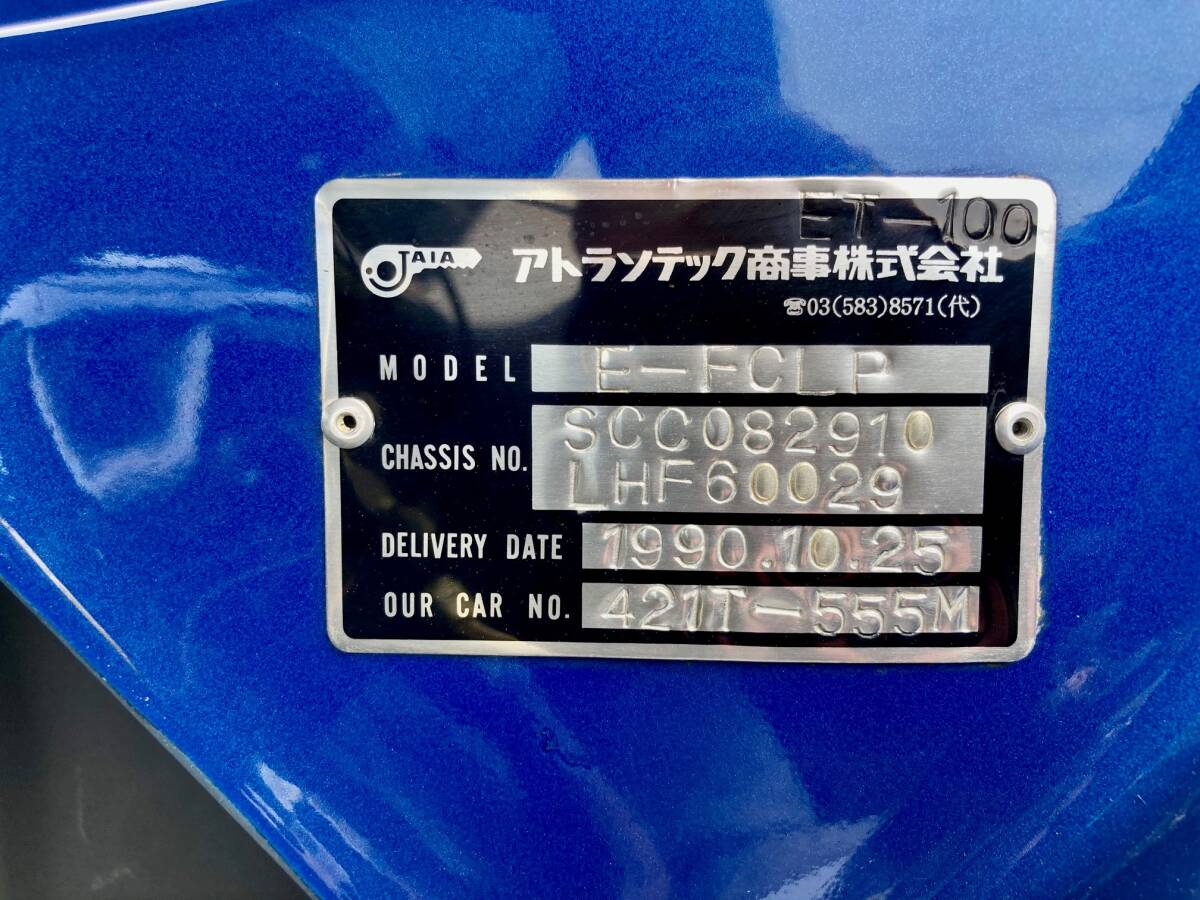 ET-100
JAIA アトランテック商事株式会社
☎03(583)8571(代)
MODEL E-FCLP
CHASSIS NO. SCC082910
LHF60029
DELIVERY DATE 1990.10.25
OUR CAR NO. 421T-555M